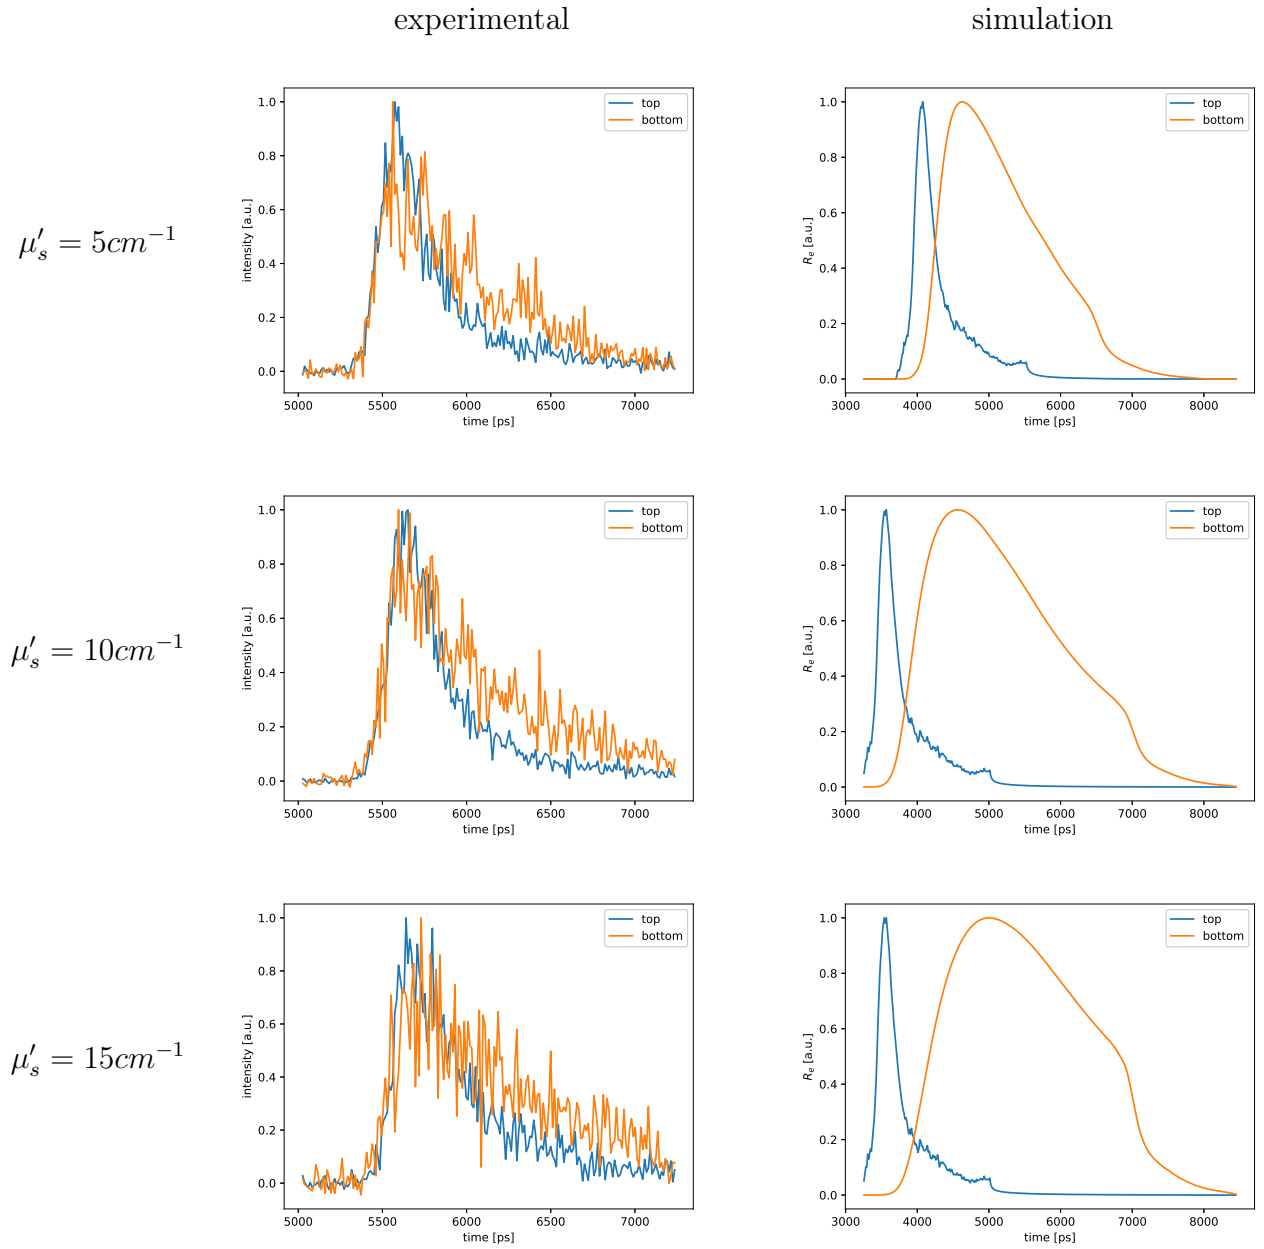 experimental simulation
μ′ₛ = 5cm⁻¹
1.0
0.8
0.6
0.4
0.2
0.0
intensity [a.u.]
5000 5500 6000 6500 7000
time [ps]
top
bottom
1.0
0.8
0.6
0.4
0.2
0.0
Rₑ [a.u.]
3000 4000 5000 6000 7000 8000
time [ps]
top
bottom
μ′ₛ = 10cm⁻¹
1.0
0.8
0.6
0.4
0.2
0.0
intensity [a.u.]
5000 5500 6000 6500 7000
time [ps]
top
bottom
1.0
0.8
0.6
0.4
0.2
0.0
Rₑ [a.u.]
3000 4000 5000 6000 7000 8000
time [ps]
top
bottom
μ′ₛ = 15cm⁻¹
1.0
0.8
0.6
0.4
0.2
0.0
intensity [a.u.]
5000 5500 6000 6500 7000
time [ps]
top
bottom
1.0
0.8
0.6
0.4
0.2
0.0
Rₑ [a.u.]
3000 4000 5000 6000 7000 8000
time [ps]
top
bottom